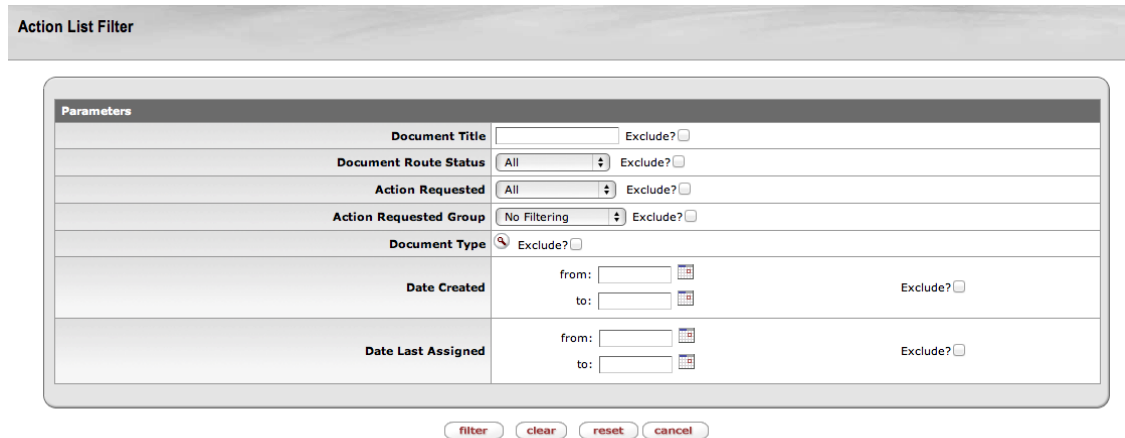 Action List Filter
Parameters
Document Title Exclude?
Document Route Status All Exclude?
Action Requested All Exclude?
Action Requested Group No Filtering Exclude?
Document Type Exclude?
Date Created from: to: Exclude?
Date Last Assigned from: to: Exclude?
filter clear reset cancel